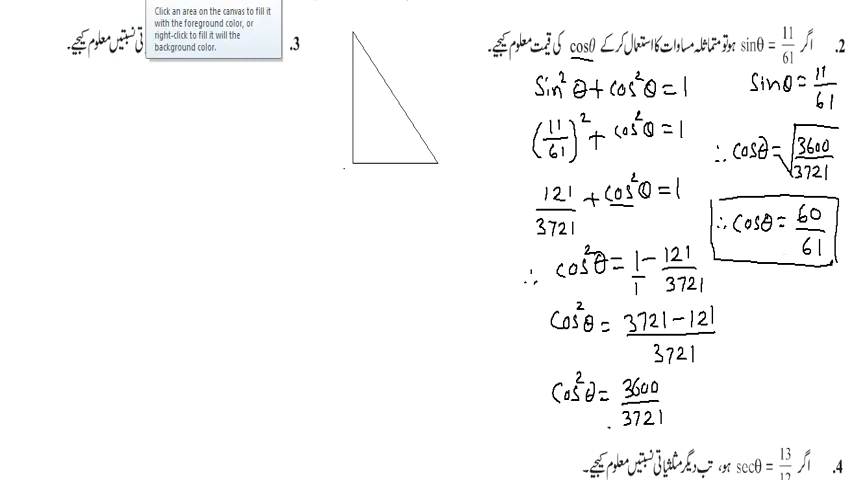 Click an area on the canvas to fill it
with the foreground color, or
right-click to fill it will the
background color.
2. اگر sinθ = 11/61 ہو تو متماثلہ مساوات کا استعمال کر کے cosθ کی قیمت معلوم کیجیے۔
sin²θ + cos²θ = 1
sinθ = 11/61
(11/61)² + cos²θ = 1
∴ cosθ = √3600/3721
121/3721 + cos²θ = 1
∴ cosθ = 60/61
∴ cos²θ = 1/1 − 121/3721
cos²θ = 3721 − 121/3721
cos²θ = 3600/3721
3. تی نسبتیں معلوم کیجیے۔
4. اگر secθ = 13/12 ہو، تب دیگر مثلثیاتی نسبتیں معلوم کیجیے۔